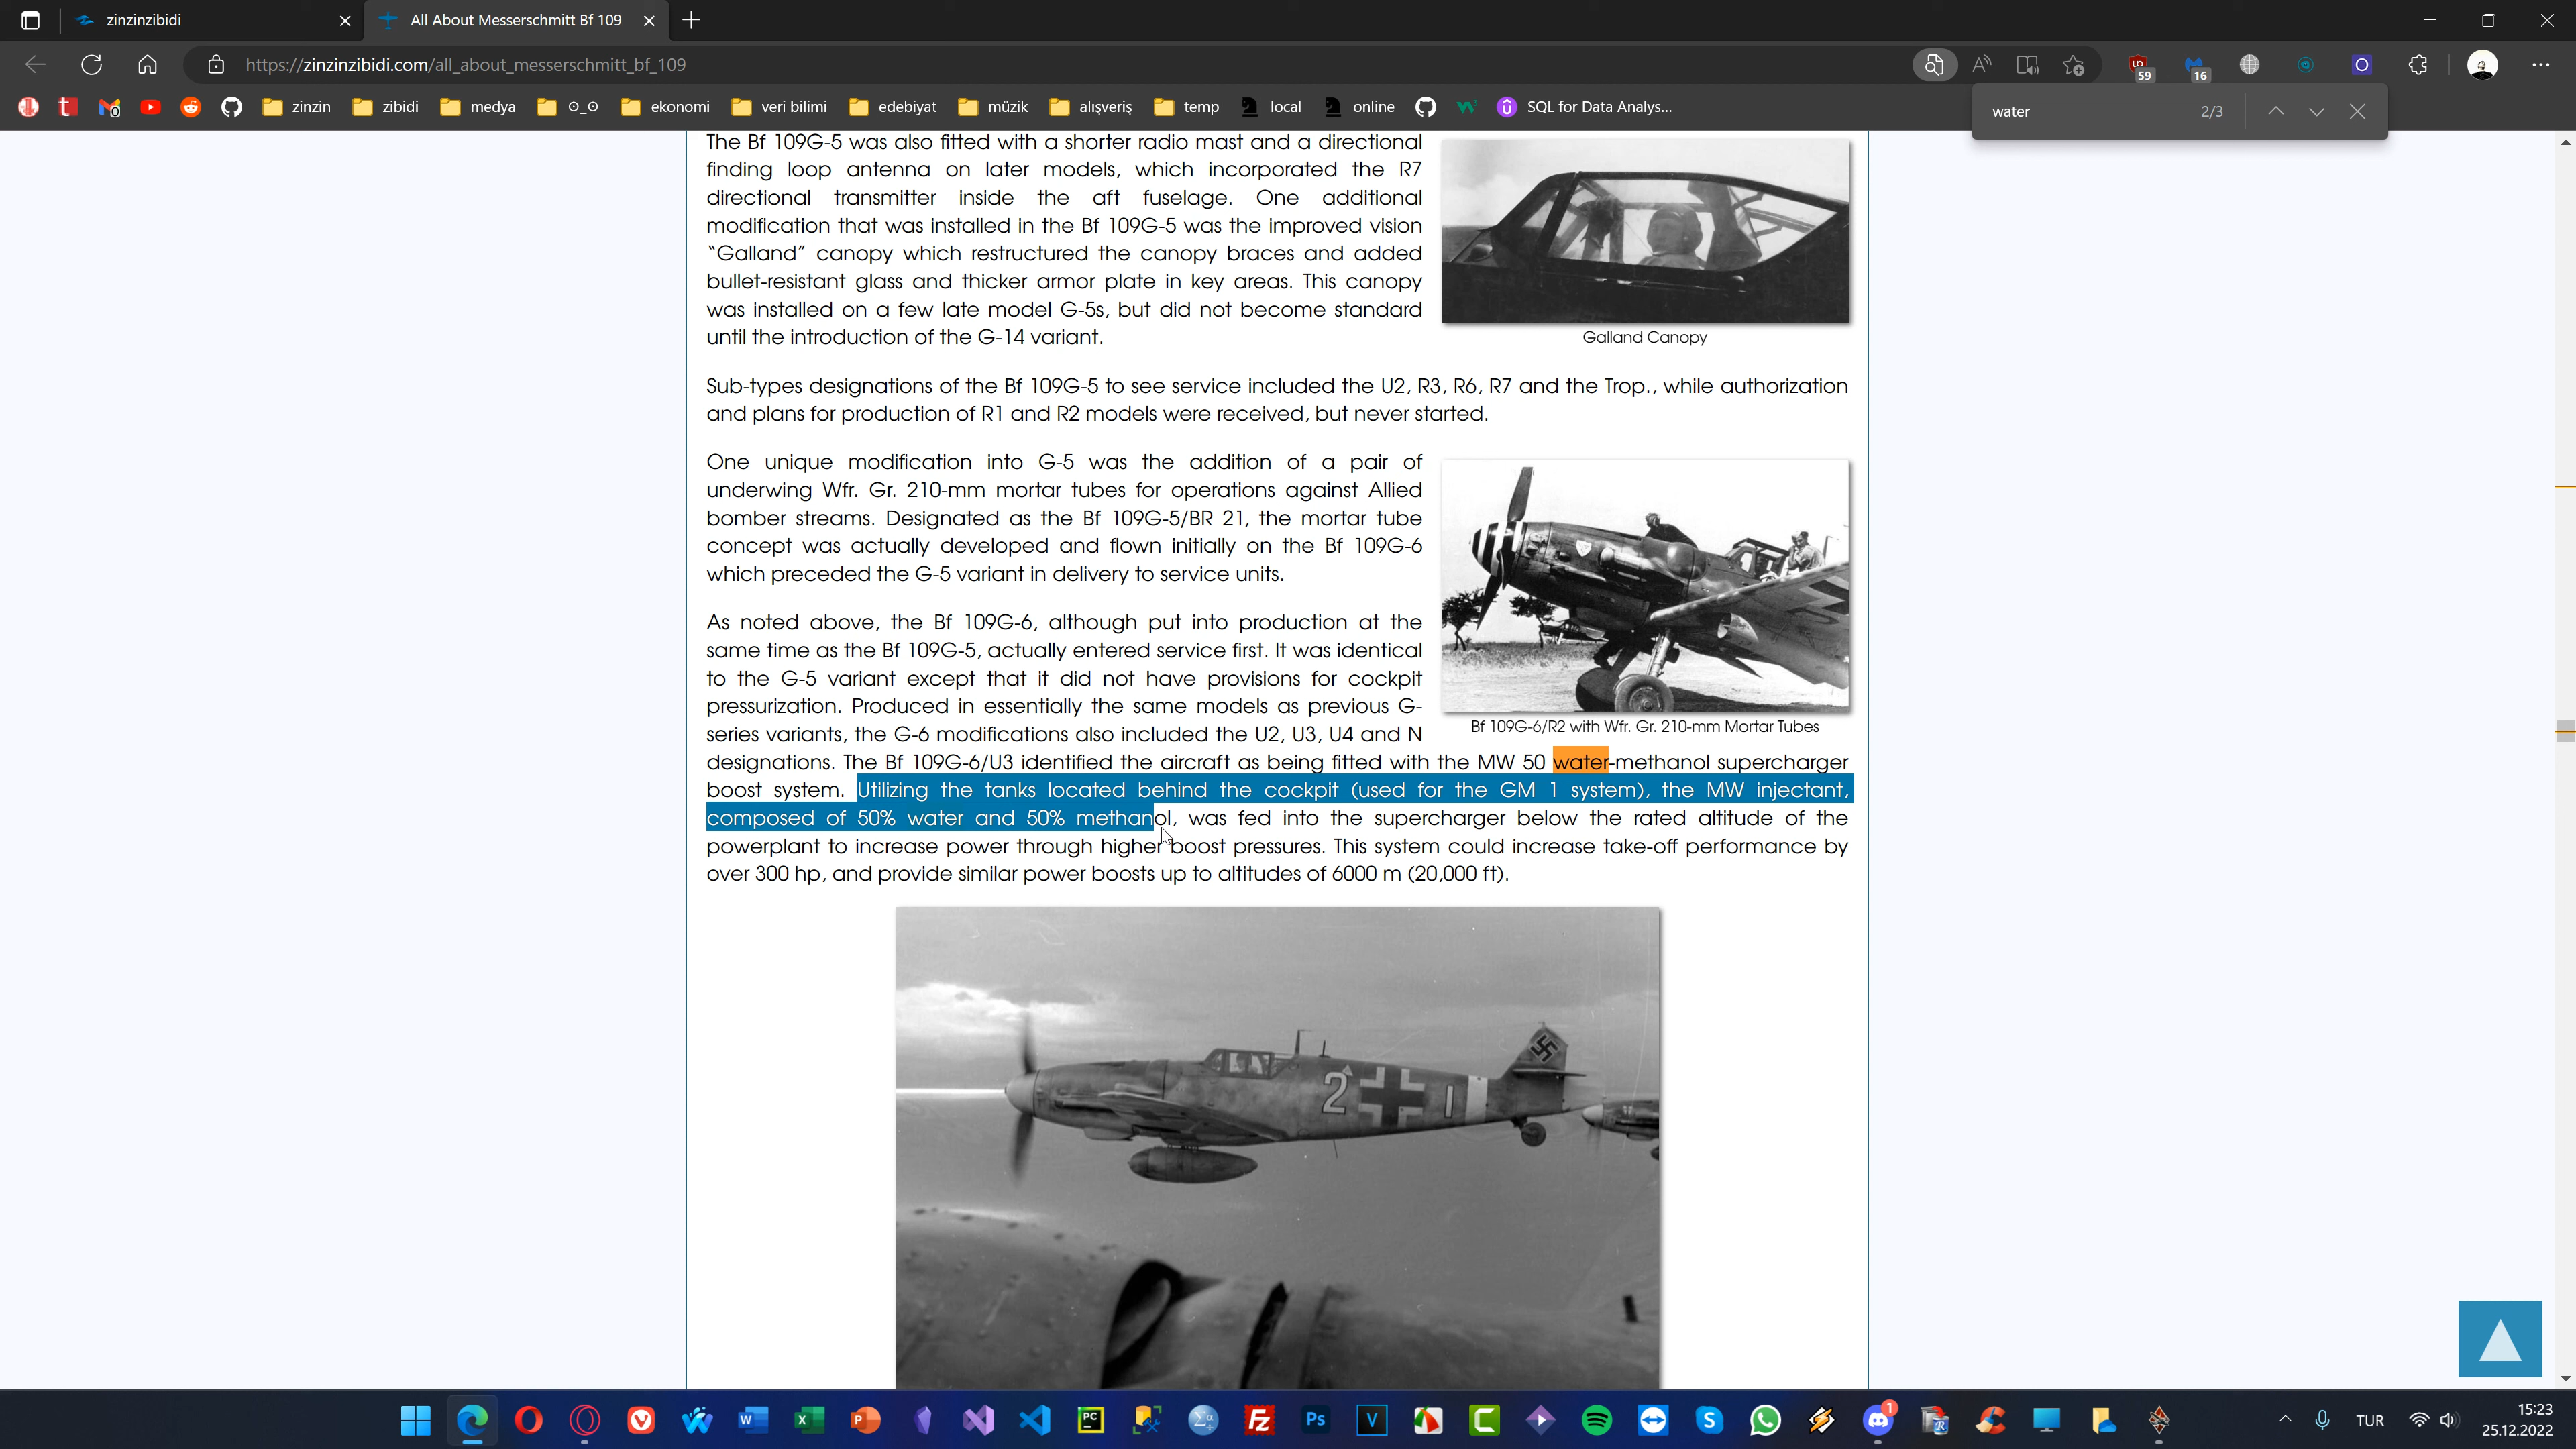 zinzinzibidi
All About Messerschmitt Bf 109
https://zinzinzibidi.com/all_about_messerschmitt_bf_109
59
16
zinzin
zibidi
medya
ʘ_ʘ
ekonomi
veri bilimi
edebiyat
müzik
alışveriş
temp
local
online
SQL for Data Analys...
water
2/3
The Bf 109G-5 was also fitted with a shorter radio mast and a directional
finding loop antenna on later models, which incorporated the R7
directional transmitter inside the aft fuselage. One additional
modification that was installed in the Bf 109G-5 was the improved vision
“Galland” canopy which restructured the canopy braces and added
bullet-resistant glass and thicker armor plate in key areas. This canopy
was installed on a few late model G-5s, but did not become standard
until the introduction of the G-14 variant.
Galland Canopy
Sub-types designations of the Bf 109G-5 to see service included the U2, R3, R6, R7 and the Trop., while authorization
and plans for production of R1 and R2 models were received, but never started.
One unique modification into G-5 was the addition of a pair of
underwing Wfr. Gr. 210-mm mortar tubes for operations against Allied
bomber streams. Designated as the Bf 109G-5/BR 21, the mortar tube
concept was actually developed and flown initially on the Bf 109G-6
which preceded the G-5 variant in delivery to service units.
As noted above, the Bf 109G-6, although put into production at the
same time as the Bf 109G-5, actually entered service first. It was identical
to the G-5 variant except that it did not have provisions for cockpit
pressurization. Produced in essentially the same models as previous G-
series variants, the G-6 modifications also included the U2, U3, U4 and N
Bf 109G-6/R2 with Wfr. Gr. 210-mm Mortar Tubes
designations. The Bf 109G-6/U3 identified the aircraft as being fitted with the MW 50 water-methanol supercharger
boost system. Utilizing the tanks located behind the cockpit (used for the GM 1 system), the MW injectant,
composed of 50% water and 50% methanol, was fed into the supercharger below the rated altitude of the
powerplant to increase power through higher boost pressures. This system could increase take-off performance by
over 300 hp, and provide similar power boosts up to altitudes of 6000 m (20,000 ft).
2
TUR
15:23
25.12.2022